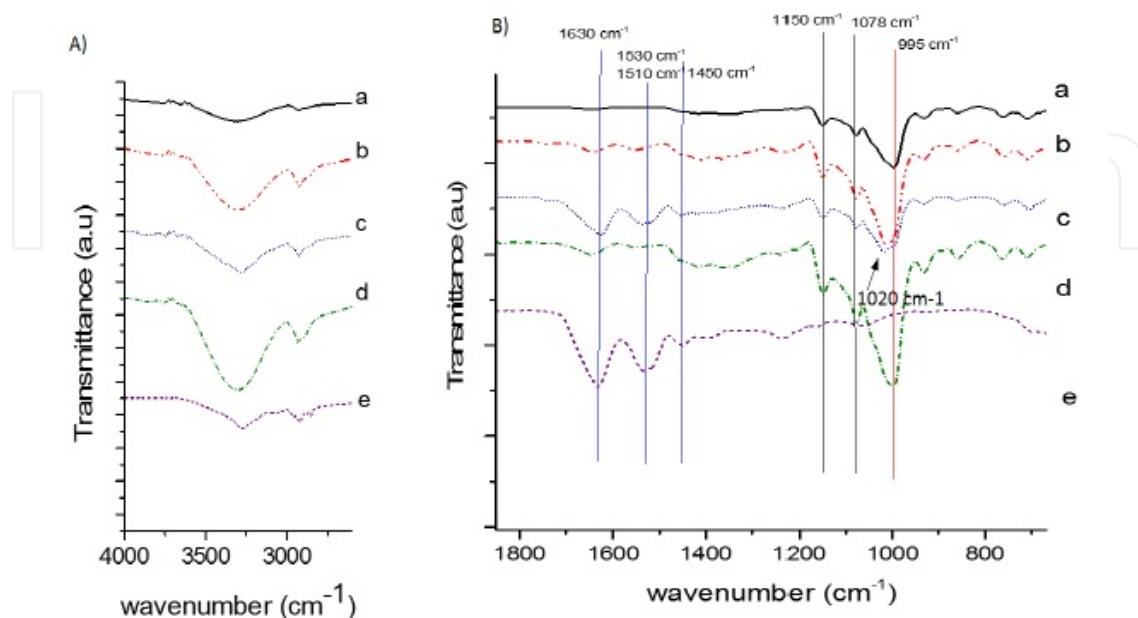 A)
a
b
c
d
e
Transmittance (a.u)
4000 3500 3000
wavenumber (cm-1)
B)
1150 cm-1 1078 cm-1
1630 cm-1 995 cm-1
1530 cm-1
1510 cm-1 1450 cm-1
a
b
c
d
1020 cm-1
e
Transmittance (au)
1800 1600 1400 1200 1000 800
wavenumber (cm-1)